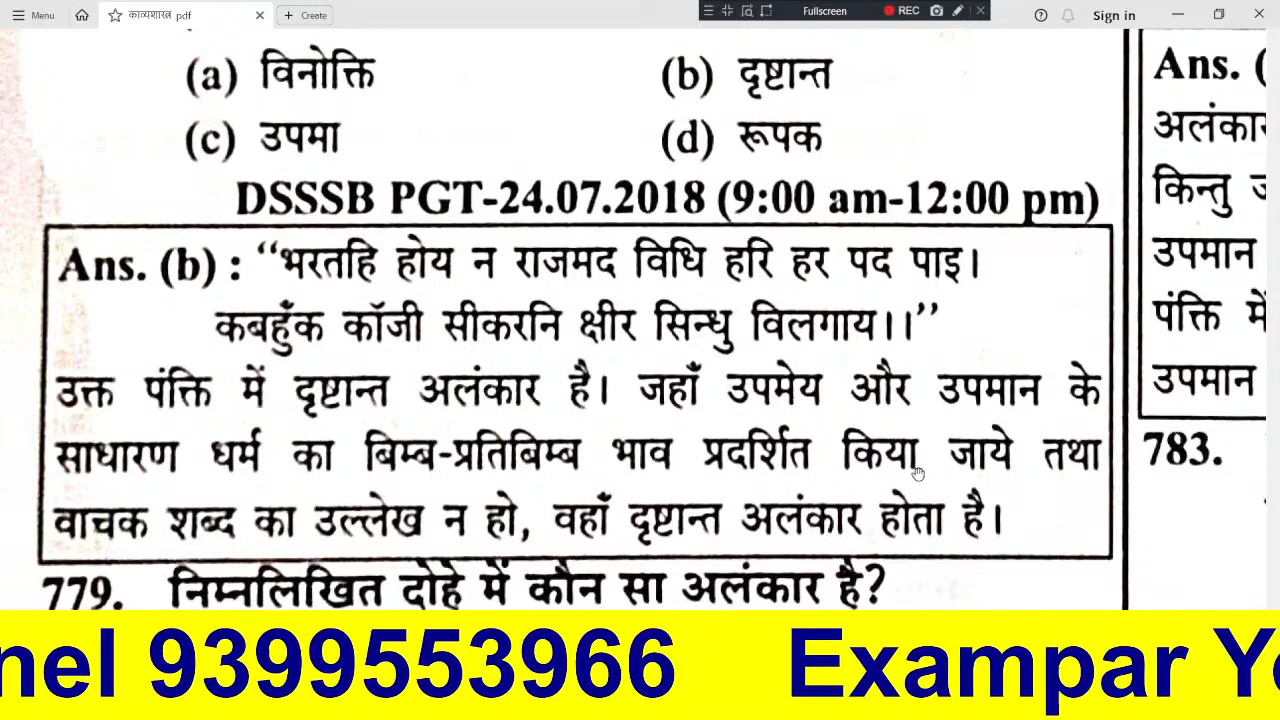 Menu
काव्यशास्त्र pdf
Create
Fullscreen
REC
Sign in
(a) विनोक्ति
(b) दृष्टान्त
(c) उपमा
(d) रूपक
DSSSB PGT-24.07.2018 (9:00 am-12:00 pm)
Ans. (b) : “भरतहि होय न राजमद विधि हरि हर पद पाइ।
कबहुँक कॉजी सीकरनि क्षीर सिन्धु विलगाय।।”
उक्त पंक्ति में दृष्टान्त अलंकार है। जहाँ उपमेय और उपमान के
साधारण धर्म का बिम्ब-प्रतिबिम्ब भाव प्रदर्शित किया जाये तथा
वाचक शब्द का उल्लेख न हो, वहाँ दृष्टान्त अलंकार होता है।
779. निम्नलिखित दोहे में कौन सा अलंकार है?
Ans. (
अलंकार
किन्तु
उपमान
पंक्ति में
उपमान
783.
nel 9399553966 Exampar Yo